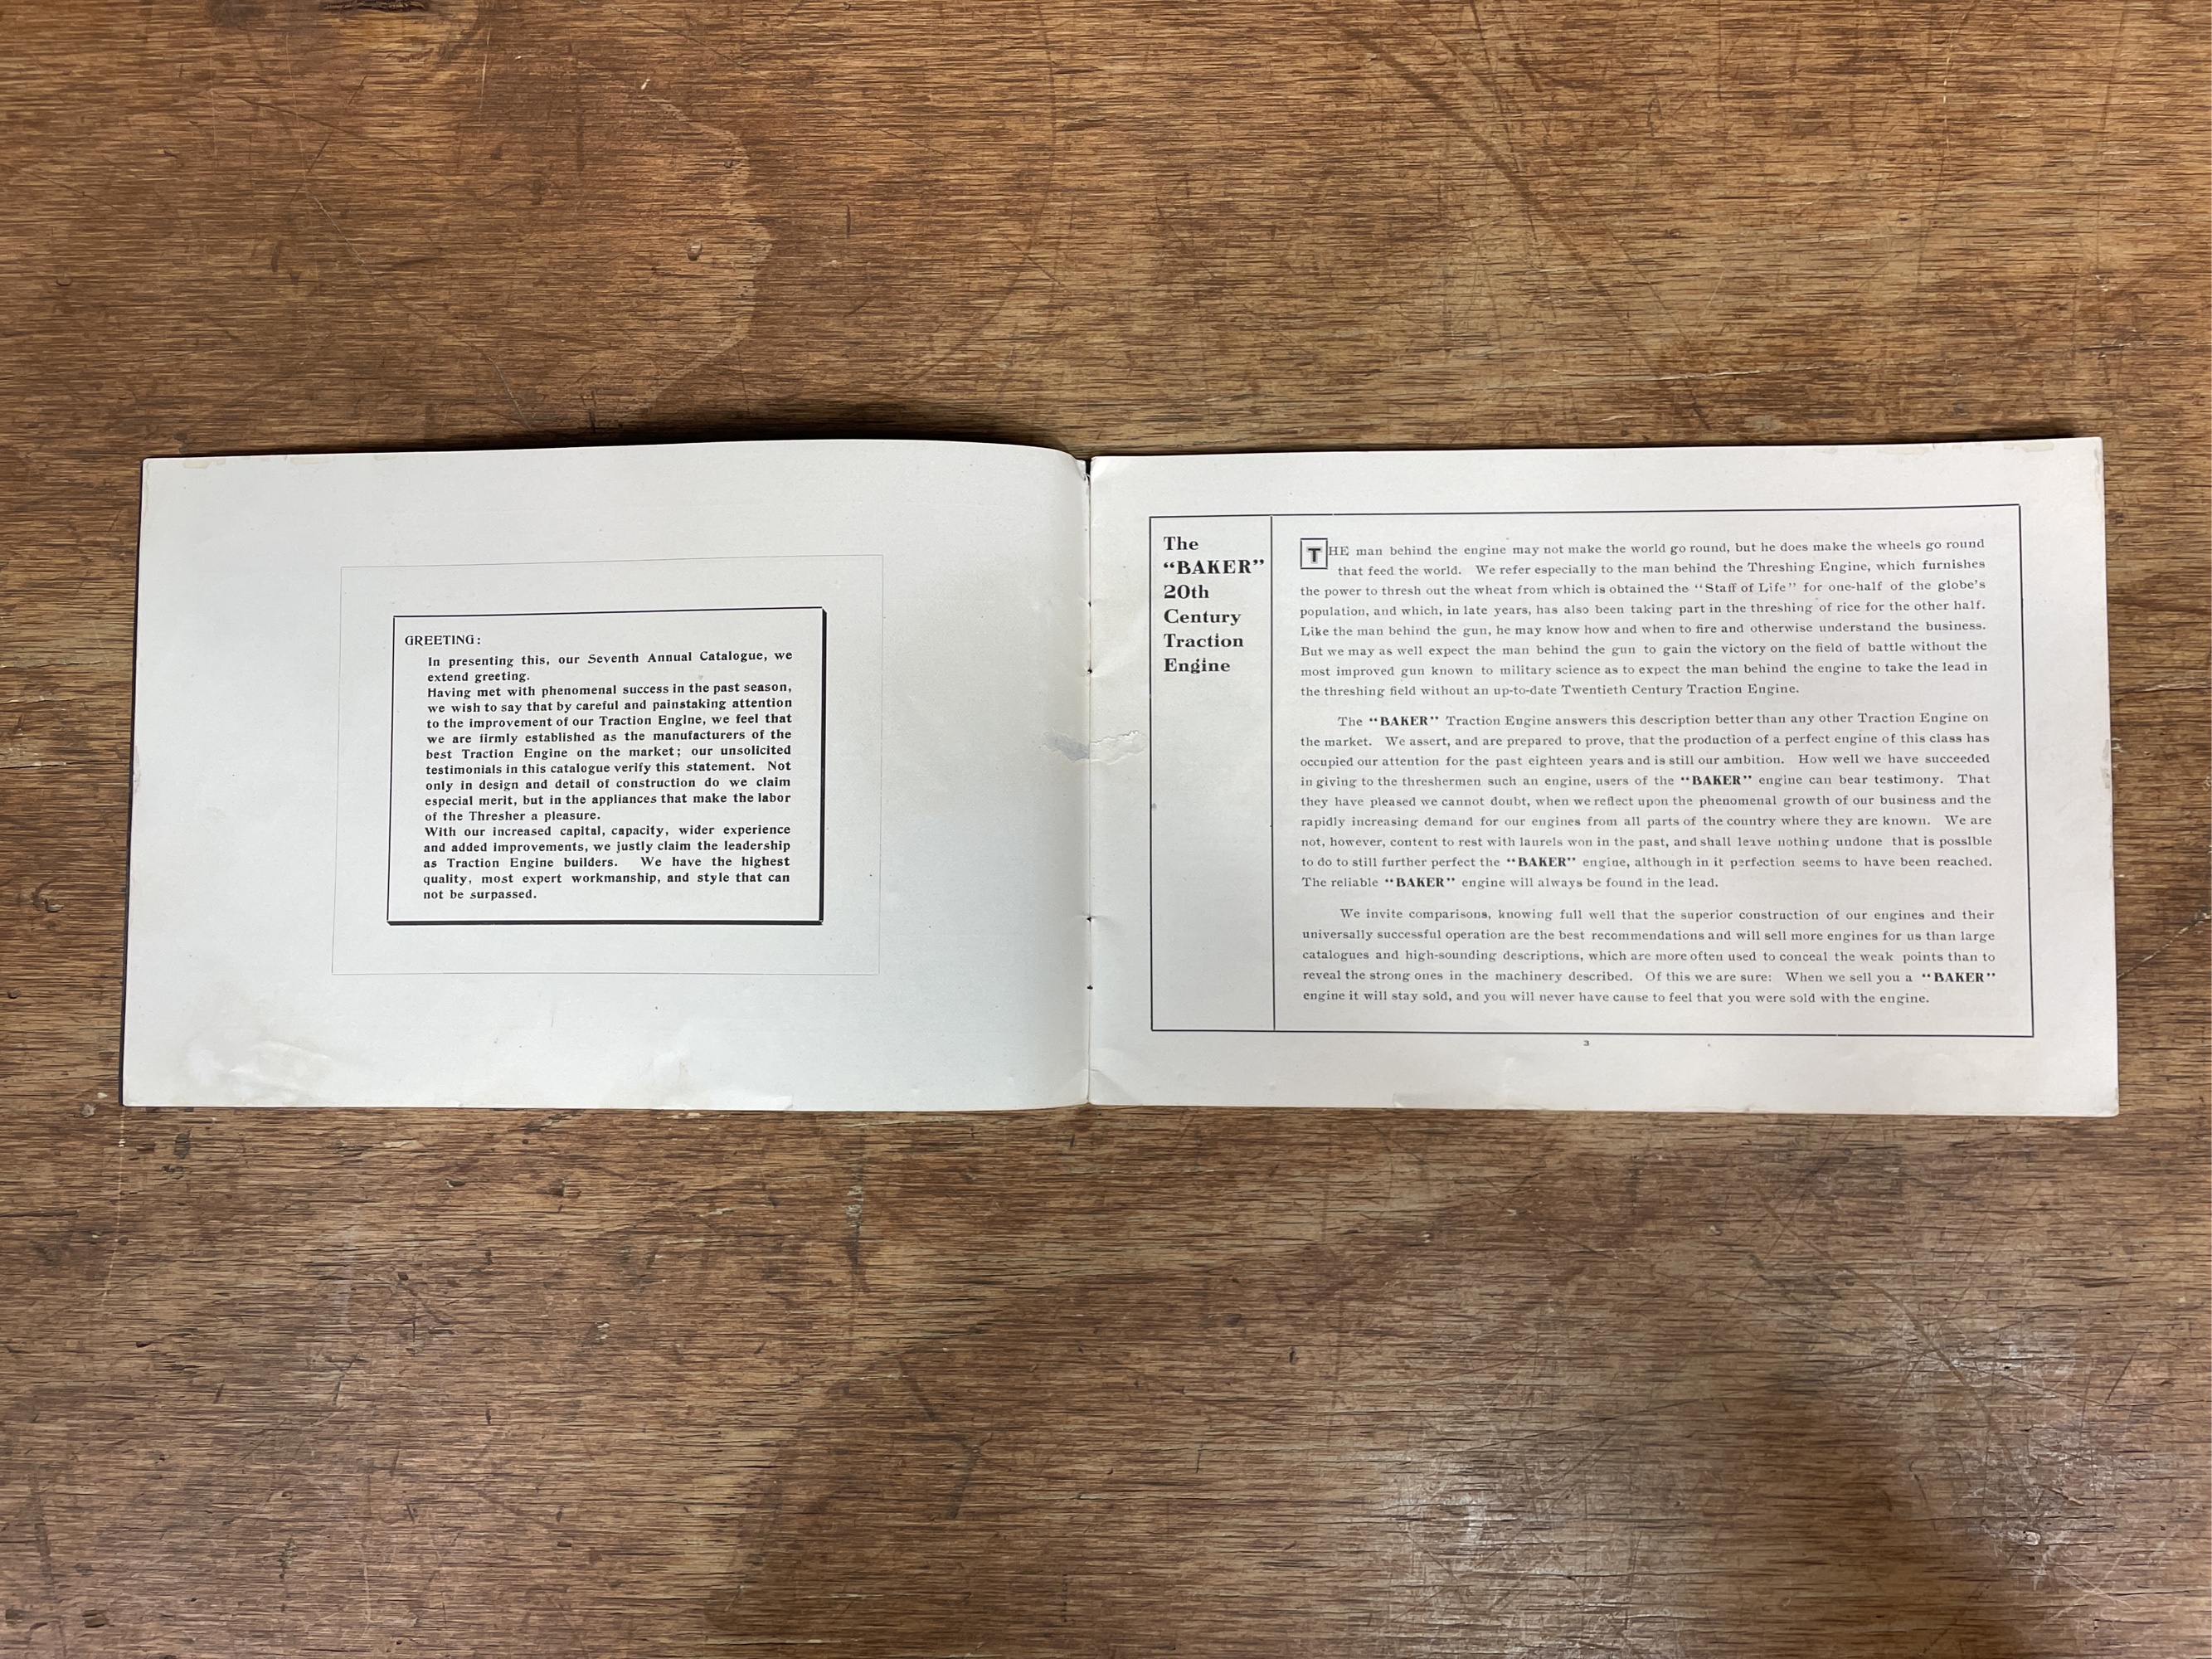 GREETING:
In presenting this, our Seventh Annual Catalogue, we
extend greeting.
Having met with phenomenal success in the past season,
we wish to say that by careful and painstaking attention
to the improvement of our Traction Engine, we feel that
we are firmly established as the manufacturers of the
best Traction Engine on the market; our unsolicited
testimonials in this catalogue verify this statement. Not
only in design and detail of construction do we claim
especial merit, but in the appliances that make the labor
of the Thresher a pleasure.
With our increased capital, capacity, wider experience
and added improvements, we justly claim the leadership
as Traction Engine builders. We have the highest
quality, most expert workmanship, and style that can
not be surpassed.
The
“BAKER”
20th
Century
Traction
Engine
THE man behind the engine may not make the world go round, but he does make the wheels go round
that feed the world. We refer especially to the man behind the Threshing Engine, which furnishes
the power to thresh out the wheat from which is obtained the “Staff of Life” for one-half of the globe’s
population, and which, in late years, has also been taking part in the threshing of rice for the other half.
Like the man behind the gun, he may know how and when to fire and otherwise understand the business.
But we may as well expect the man behind the gun to gain the victory on the field of battle without the
most improved gun known to military science as to expect the man behind the engine to take the lead in
the threshing field without an up-to-date Twentieth Century Traction Engine.
The “BAKER” Traction Engine answers this description better than any other Traction Engine on
the market. We assert, and are prepared to prove, that the production of a perfect engine of this class has
occupied our attention for the past eighteen years and is still our ambition. How well we have succeeded
in giving to the threshermen such an engine, users of the “BAKER” engine can bear testimony. That
they have pleased we cannot doubt, when we reflect upon the phenomenal growth of our business and the
rapidly increasing demand for our engines from all parts of the country where they are known. We are
not, however, content to rest with laurels won in the past, and shall leave nothing undone that is possible
to do to still further perfect the “BAKER” engine, although in it perfection seems to have been reached.
The reliable “BAKER” engine will always be found in the lead.
We invite comparisons, knowing full well that the superior construction of our engines and their
universally successful operation are the best recommendations and will sell more engines for us than large
catalogues and high-sounding descriptions, which are more often used to conceal the weak points than to
reveal the strong ones in the machinery described. Of this we are sure: When we sell you a “BAKER”
engine it will stay sold, and you will never have cause to feel that you were sold with the engine.
3